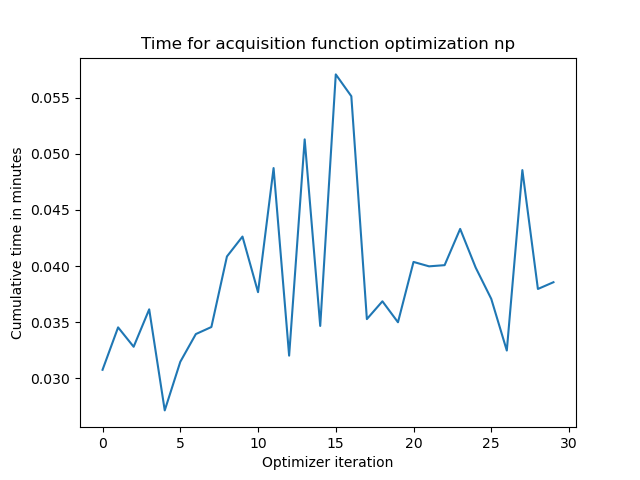 Time for acquisition function optimization np
Cumulative time in minutes
0.055
0.050
0.045
0.040
0.035
0.030
0 5 10 15 20 25 30
Optimizer iteration